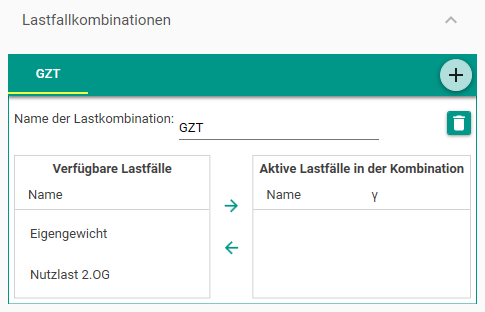 Lastfallkombinationen
GZT
Name der Lastkombination: GZT
Verfügbare Lastfälle
Name
Eigengewicht
Nutzlast 2.OG
Aktive Lastfälle in der Kombination
Name γ